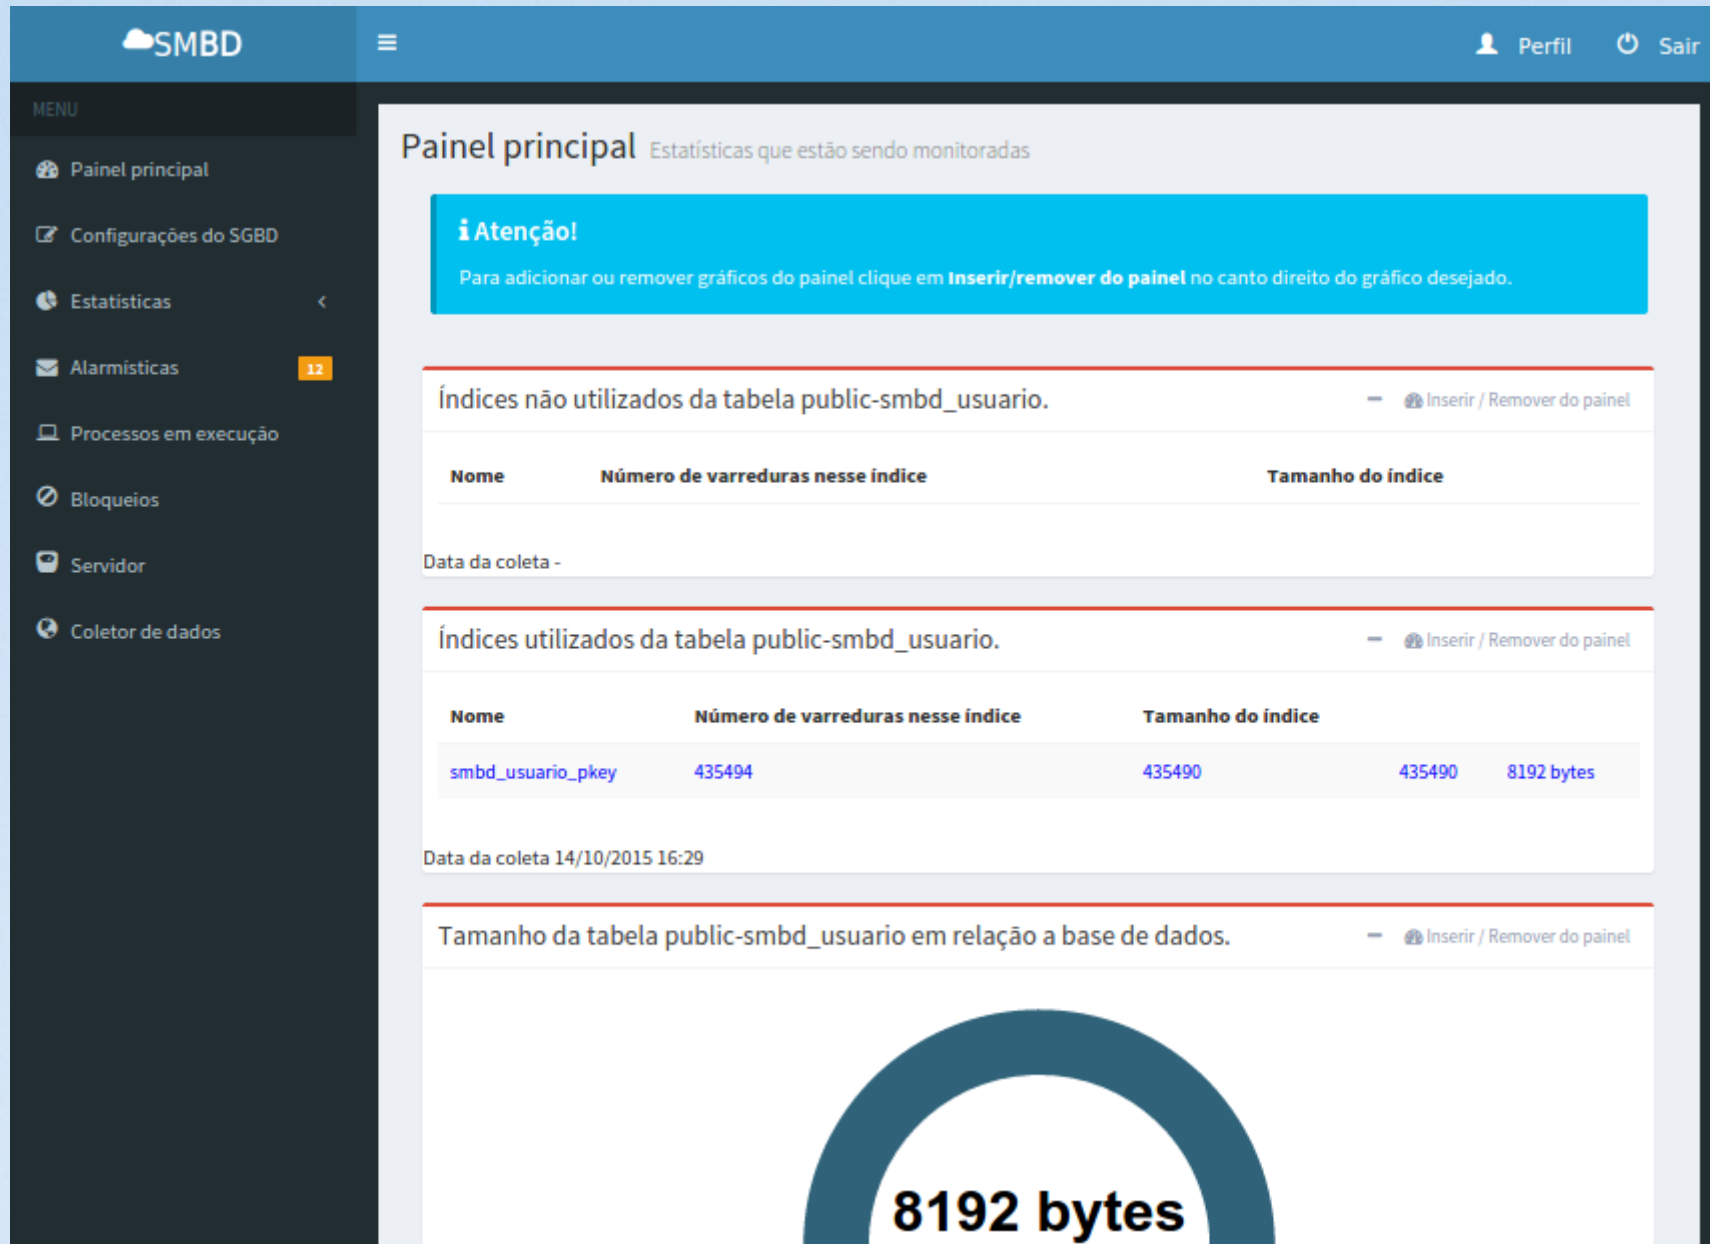 SMBD
Perfil Sair
MENU
Painel principal
Configurações do SGBD
Estatísticas
Alarmísticas 12
Processos em execução
Bloqueios
Servidor
Coletor de dados
Painel principal Estatísticas que estão sendo monitoradas
Atenção!
Para adicionar ou remover gráficos do painel clique em Inserir/remover do painel no canto direito do gráfico desejado.
Índices não utilizados da tabela public-smbd_usuario. Inserir / Remover do painel
Nome Número de varreduras nesse índice Tamanho do índice
Data da coleta -
Índices utilizados da tabela public-smbd_usuario. Inserir / Remover do painel
Nome Número de varreduras nesse índice Tamanho do índice
smbd_usuario_pkey 435494 435490 435490 8192 bytes
Data da coleta 14/10/2015 16:29
Tamanho da tabela public-smbd_usuario em relação a base de dados. Inserir / Remover do painel
8192 bytes